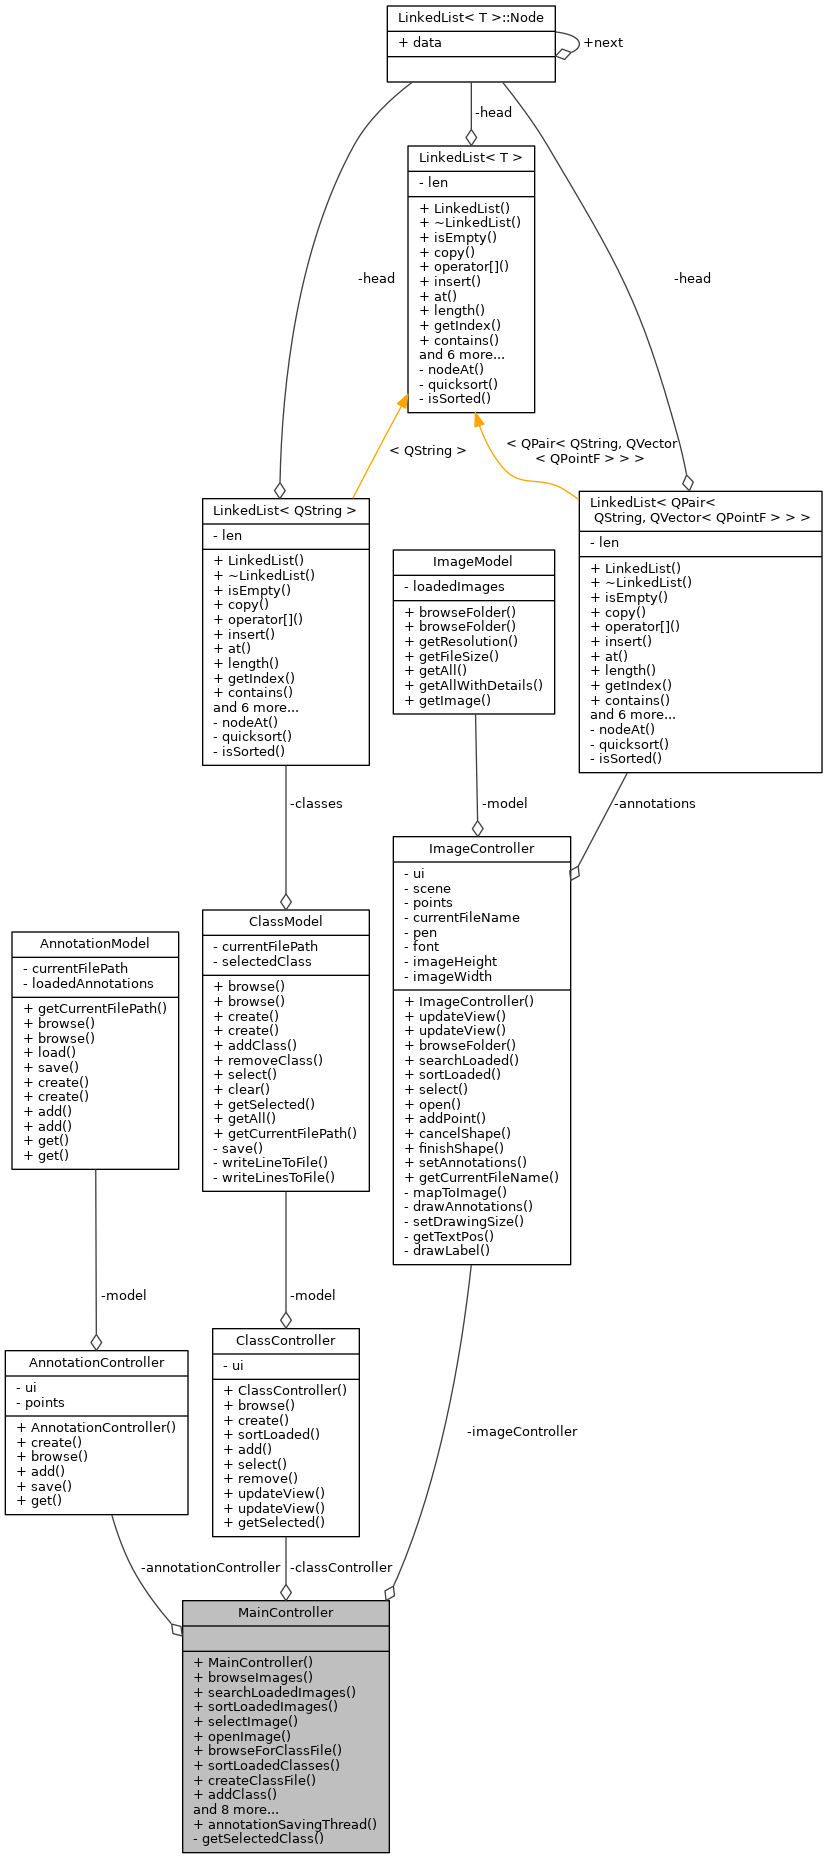 LinkedList< T >::Node
+ data
+next
-head
LinkedList< T >
- len
+ LinkedList()
+ ~LinkedList()
+ isEmpty()
+ copy()
+ operator[]()
+ insert()
+ at()
+ length()
+ getIndex()
+ contains()
and 6 more...
- nodeAt()
- quicksort()
- isSorted()
-head
-head
< QString >
< QPair< QString, QVector
< QPointF > > >
LinkedList< QString >
- len
+ LinkedList()
+ ~LinkedList()
+ isEmpty()
+ copy()
+ operator[]()
+ insert()
+ at()
+ length()
+ getIndex()
+ contains()
and 6 more...
- nodeAt()
- quicksort()
- isSorted()
ImageModel
- loadedImages
+ browseFolder()
+ browseFolder()
+ getResolution()
+ getFileSize()
+ getAll()
+ getAllWithDetails()
+ getImage()
LinkedList< QPair<
QString, QVector< QPointF > > >
- len
+ LinkedList()
+ ~LinkedList()
+ isEmpty()
+ copy()
+ operator[]()
+ insert()
+ at()
+ length()
+ getIndex()
+ contains()
and 6 more...
- nodeAt()
- quicksort()
- isSorted()
-classes
-model
-annotations
AnnotationModel
- currentFilePath
- loadedAnnotations
+ getCurrentFilePath()
+ browse()
+ browse()
+ load()
+ save()
+ create()
+ create()
+ add()
+ add()
+ get()
+ get()
ClassModel
- currentFilePath
- selectedClass
+ browse()
+ browse()
+ create()
+ create()
+ addClass()
+ removeClass()
+ select()
+ clear()
+ getSelected()
+ getAll()
+ getCurrentFilePath()
- save()
- writeLineToFile()
- writeLinesToFile()
ImageController
- ui
- scene
- points
- currentFileName
- pen
- font
- imageHeight
- imageWidth
+ ImageController()
+ updateView()
+ updateView()
+ browseFolder()
+ searchLoaded()
+ sortLoaded()
+ select()
+ open()
+ addPoint()
+ cancelShape()
+ finishShape()
+ setAnnotations()
+ getCurrentFileName()
- mapToImage()
- drawAnnotations()
- setDrawingSize()
- getTextPos()
- drawLabel()
-model
-model
AnnotationController
- ui
- points
+ AnnotationController()
+ create()
+ browse()
+ add()
+ save()
+ get()
ClassController
- ui
+ ClassController()
+ browse()
+ create()
+ sortLoaded()
+ add()
+ select()
+ remove()
+ updateView()
+ updateView()
+ getSelected()
-imageController
-annotationController
-classController
MainController
+ MainController()
+ browseImages()
+ searchLoadedImages()
+ sortLoadedImages()
+ selectImage()
+ openImage()
+ browseForClassFile()
+ sortLoadedClasses()
+ createClassFile()
+ addClass()
and 8 more...
+ annotationSavingThread()
- getSelectedClass()